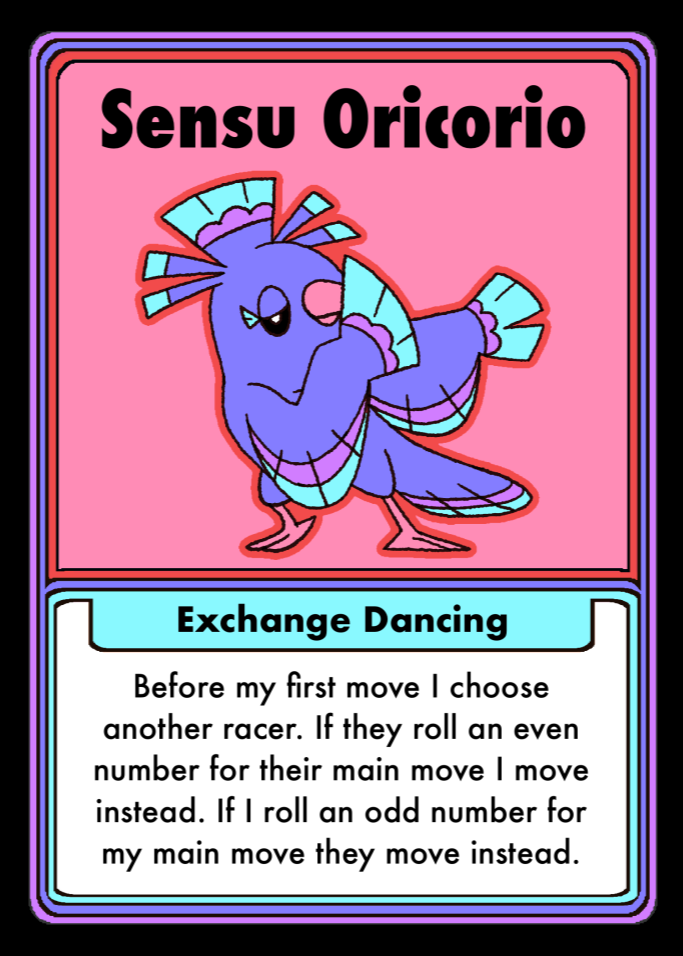 Sensu Oricorio
Exchange Dancing
Before my first move I choose
another racer. If they roll an even
number for their main move I move
instead. If I roll an odd number for
my main move they move instead.